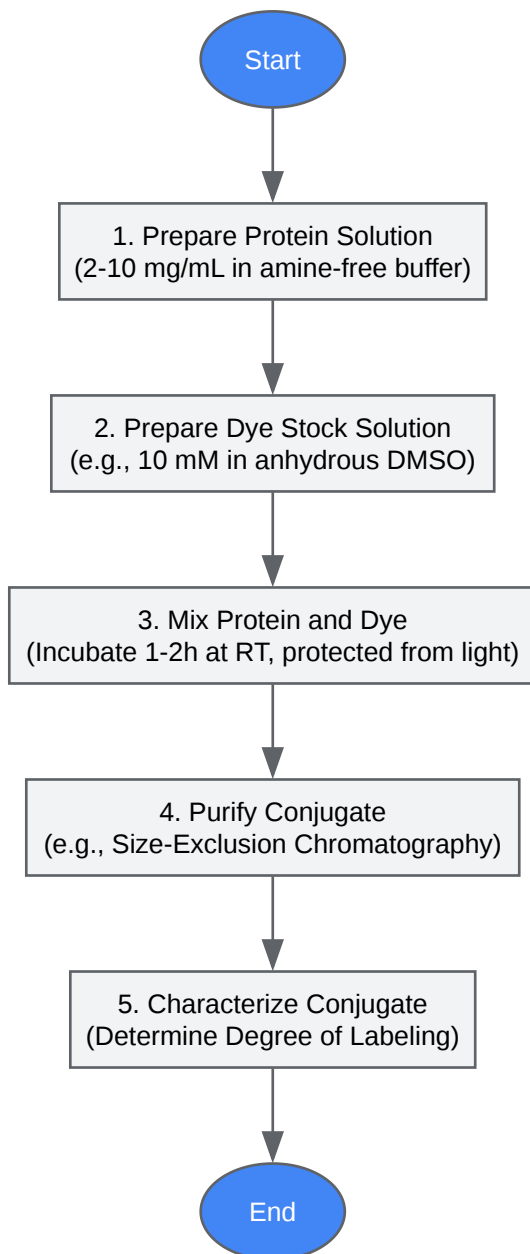 Start
1. Prepare Protein Solution
(2-10 mg/mL in amine-free buffer)
2. Prepare Dye Stock Solution
(e.g., 10 mM in anhydrous DMSO)
3. Mix Protein and Dye
(Incubate 1-2h at RT, protected from light)
4. Purify Conjugate
(e.g., Size-Exclusion Chromatography)
5. Characterize Conjugate
(Determine Degree of Labeling)
End